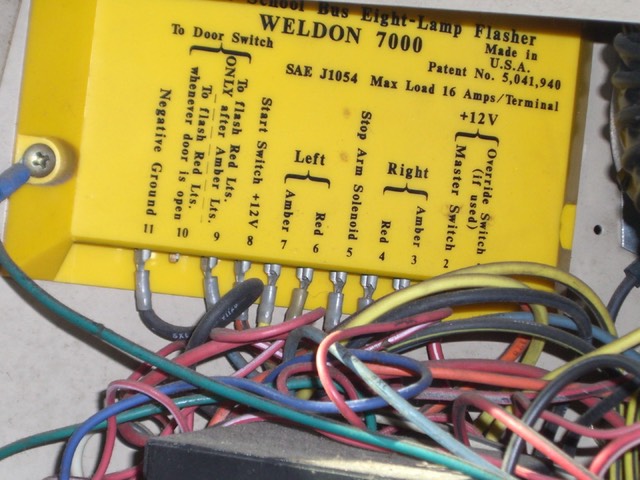 School Bus Eight-Lamp Flasher
WELDON 7000
Made in
U.S.A.
Patent No. 5,041,940
SAE J1054 Max Load 16 Amps/Terminal
To Door Switch
+12V
Negative Ground 11
To flash Red Lts.
whenever door is open 10
To flash Red Lts.
ONLY after Amber Lts. 9
Start Switch +12V 8
Left
Amber 7
Red 6
Stop Arm Solenoid 5
Right
Red 4
Amber 3
Master Switch 2
Override Switch
(if used)
SAE